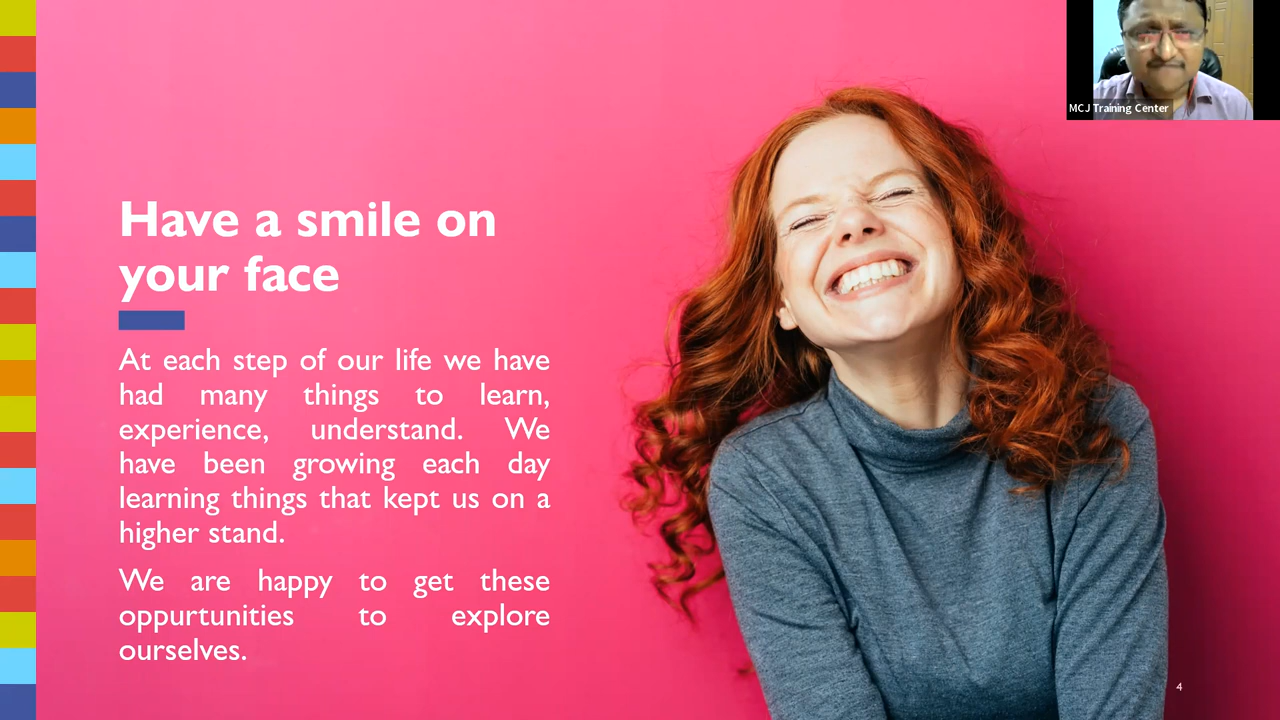 MCJ Training Center
Have a smile on
your face
At each step of our life we have
had many things to learn,
experience, understand. We
have been growing each day
learning things that kept us on a
higher stand.
We are happy to get these
oppurtunities to explore
ourselves.
4